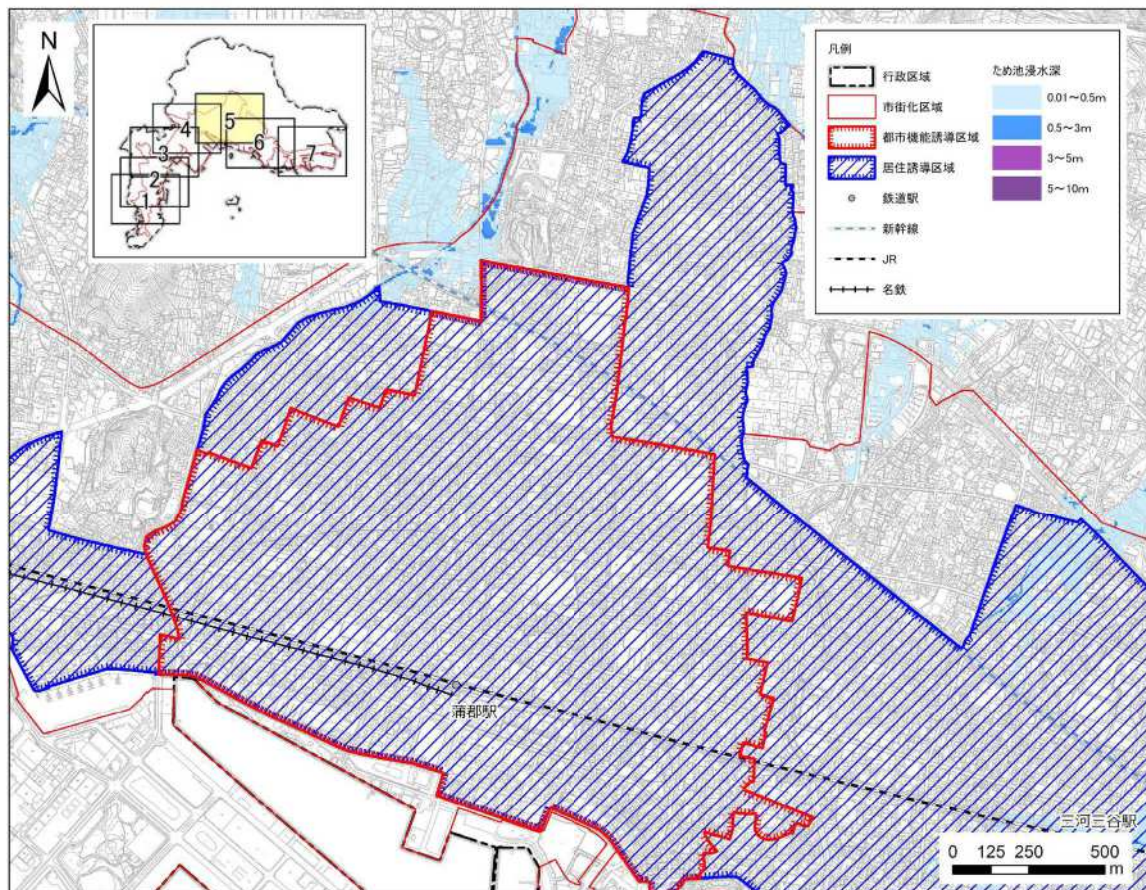 N
4
5
6
7
3
2
1
凡例
行政区域
市街化区域
都市機能誘導区域
居住誘導区域
鉄道駅
新幹線
JR
名鉄
ため池浸水深
0.01～0.5m
0.5～3m
3～5m
5～10m
蒲郡駅
三河三谷駅
0 125 250 500
m